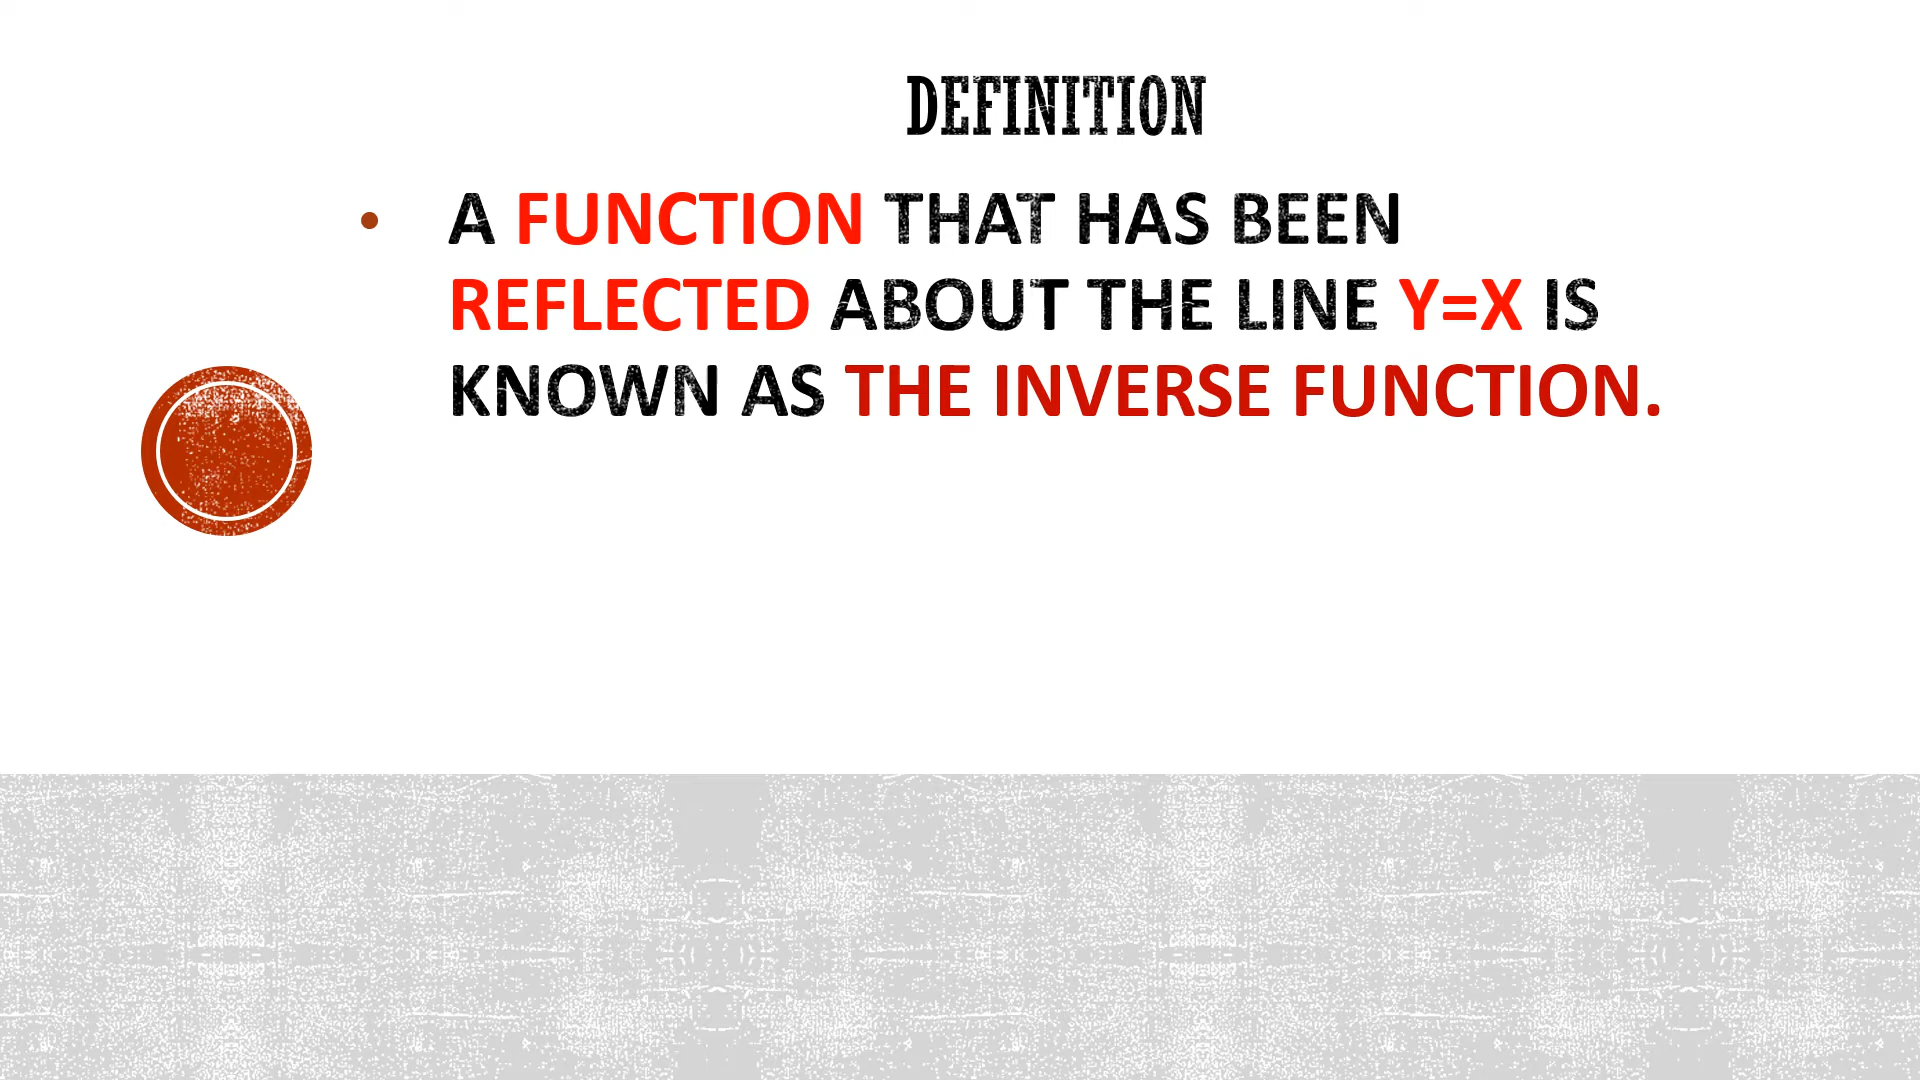 DEFINITION
• A FUNCTION THAT HAS BEEN
REFLECTED ABOUT THE LINE Y=X IS
KNOWN AS THE INVERSE FUNCTION.